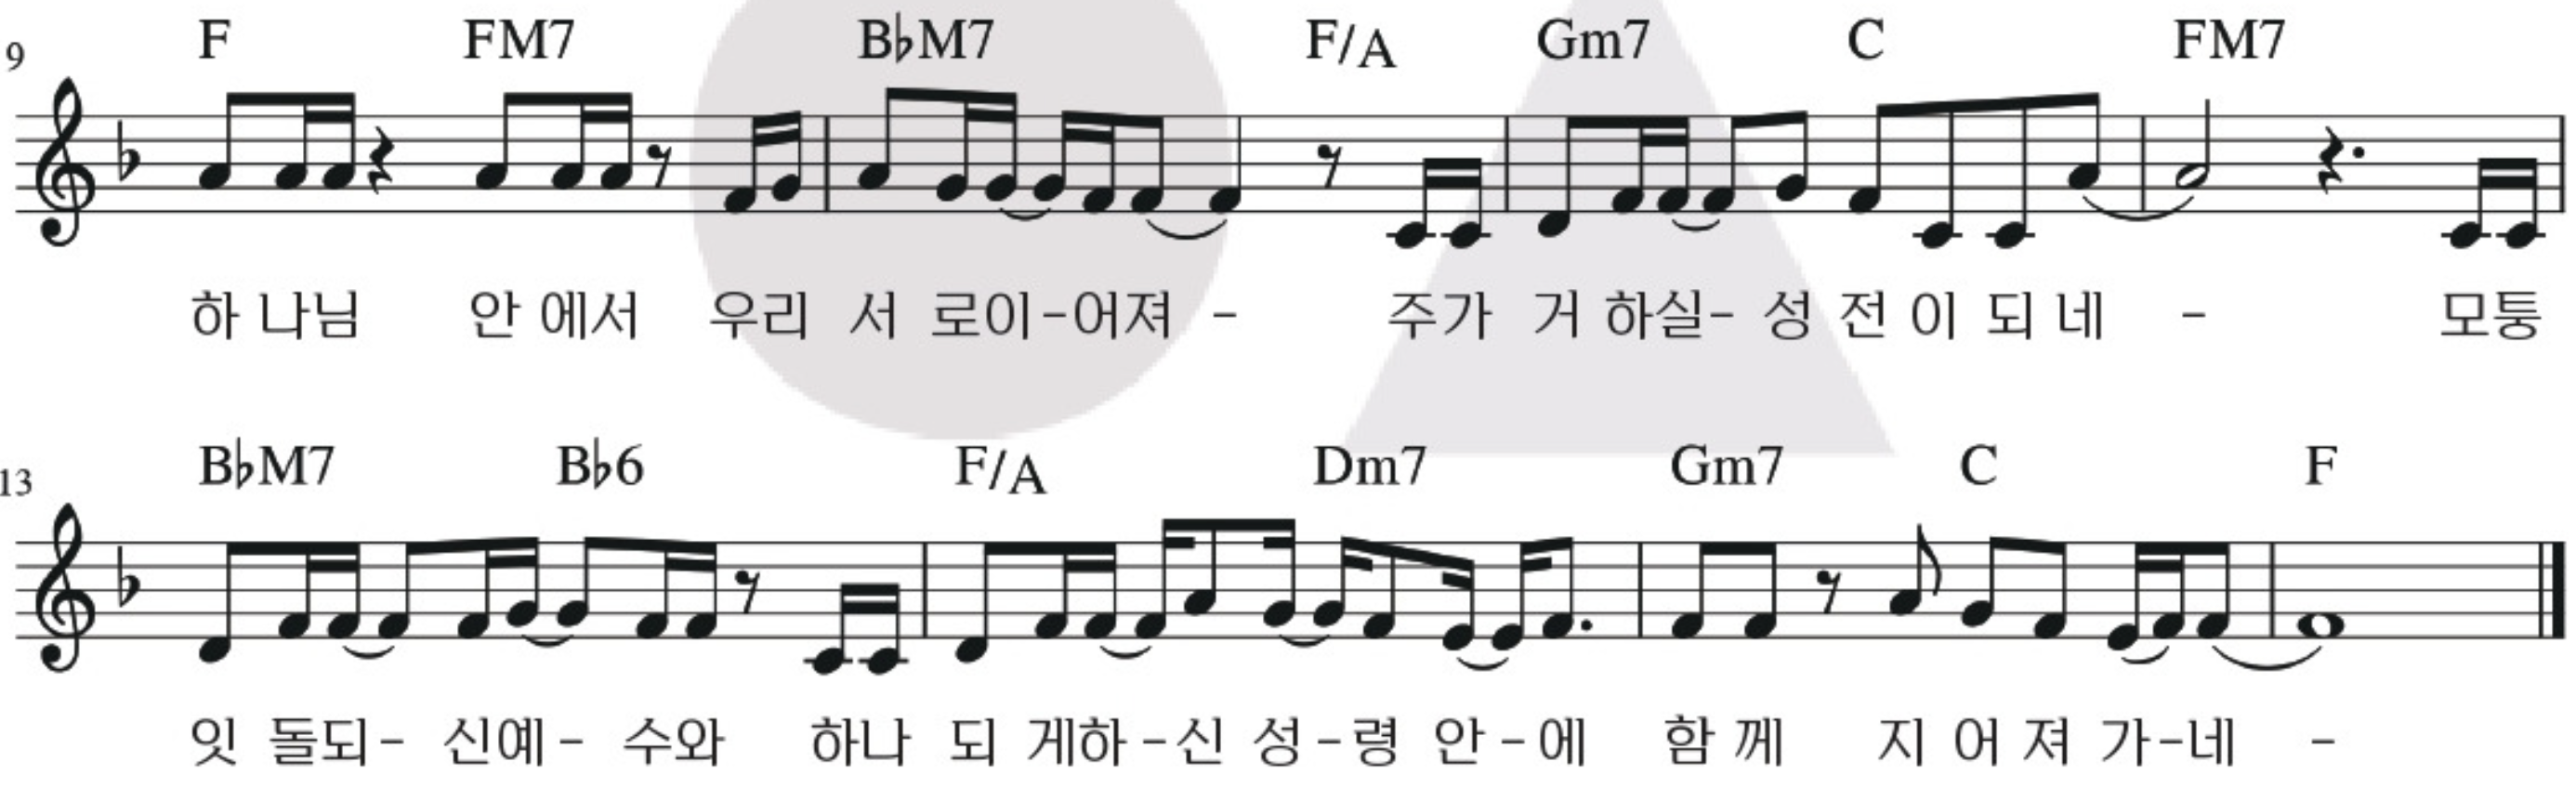 9 F FM7 B♭M7 F/A Gm7 C FM7
하 나님 안 에서 우리 서 로이-어져 - 주가 거 하실- 성 전 이 되 네 - 모퉁
13 B♭M7 B♭6 F/A Dm7 Gm7 C F
잇 돌되- 신예- 수와 하나 되 게하-신 성-령 안-에 함 께 지 어 져 가-네 -